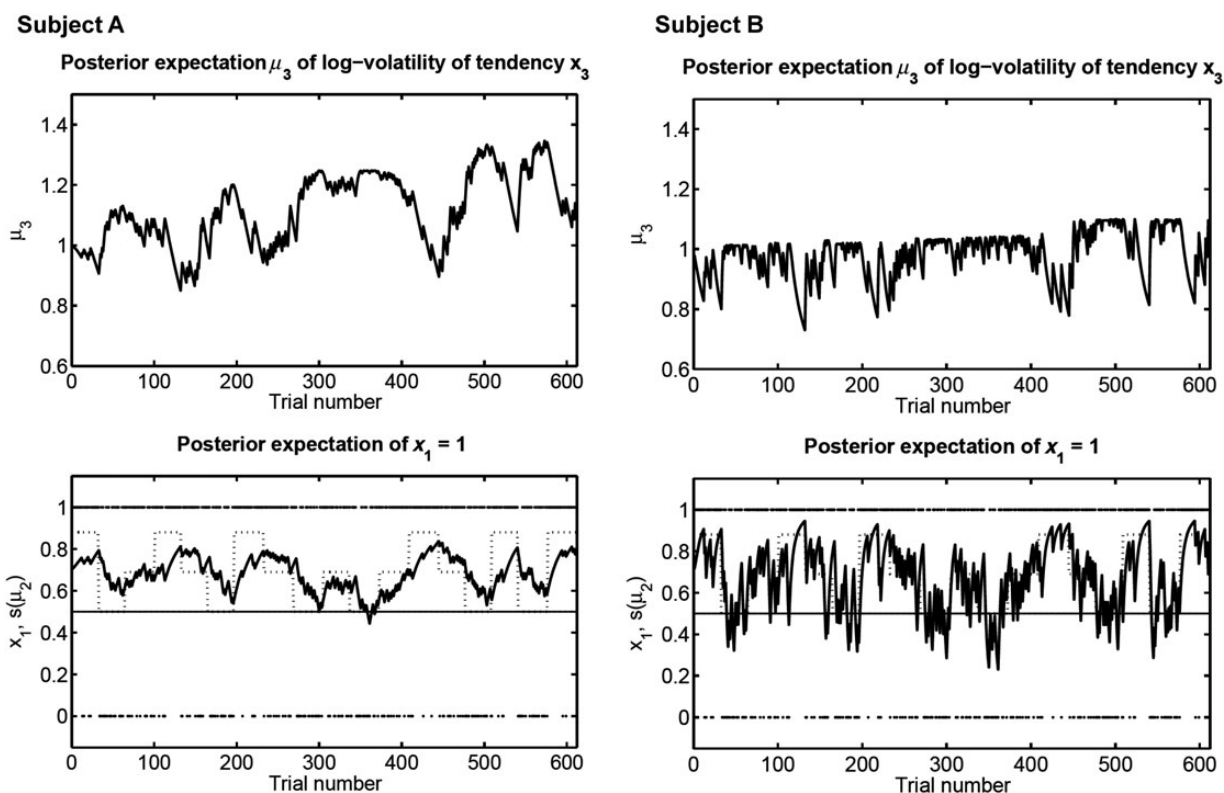 Subject A
Posterior expectation μ3 of log−volatility of tendency x3
1.4
1.2
1
0.8
0.6
μ3
0 100 200 300 400 500 600
Trial number
Posterior expectation of x1 = 1
1
0.8
0.6
0.4
0.2
0
x1, s(μ2)
0 100 200 300 400 500 600
Trial number
Subject B
Posterior expectation μ3 of log−volatility of tendency x3
1.4
1.2
1
0.8
0.6
μ3
0 100 200 300 400 500 600
Trial number
Posterior expectation of x1 = 1
1
0.8
0.6
0.4
0.2
0
x1, s(μ2)
0 100 200 300 400 500 600
Trial number